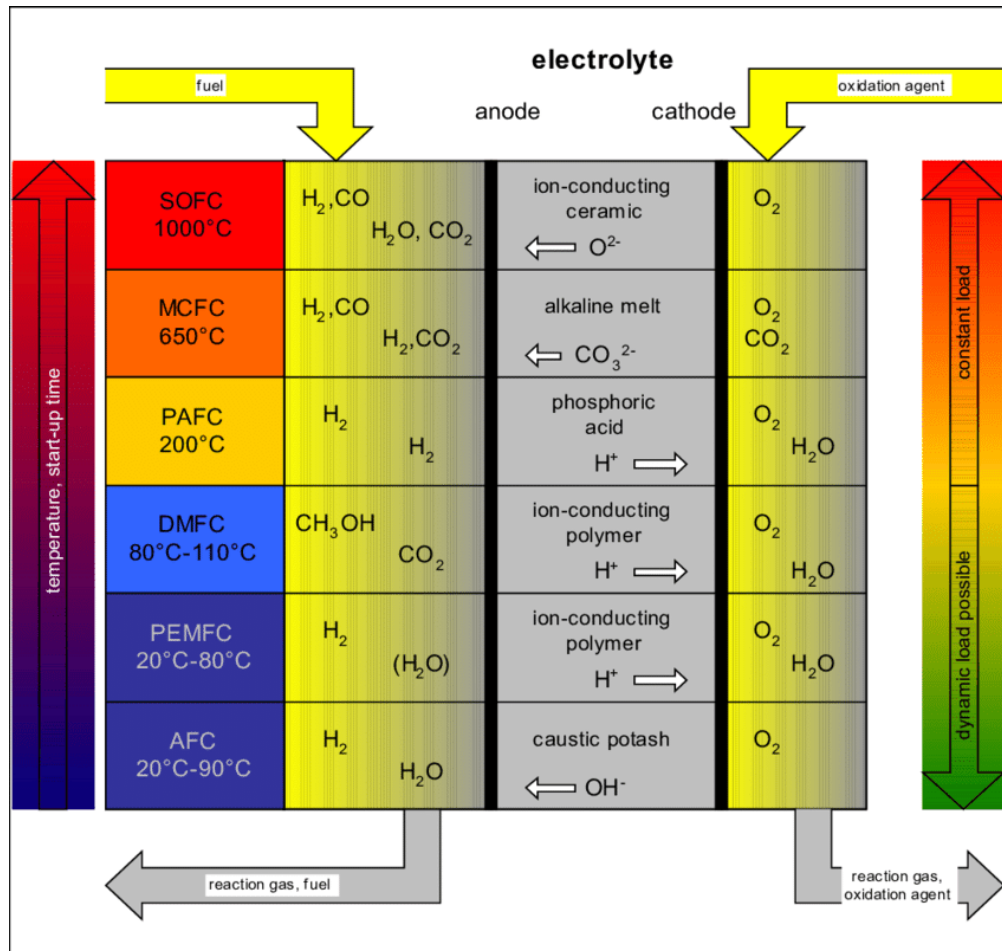 electrolyte
fuel
oxidation agent
anode
cathode
temperature, start-up time
SOFC
1000°C
H₂,CO
H₂O, CO₂
ion-conducting
ceramic
O²⁻
O₂
MCFC
650°C
H₂,CO
H₂,CO₂
alkaline melt
CO₃²⁻
O₂
CO₂
PAFC
200°C
H₂
H₂
phosphoric
acid
H⁺
O₂
H₂O
DMFC
80°C-110°C
CH₃OH
CO₂
ion-conducting
polymer
H⁺
O₂
H₂O
PEMFC
20°C-80°C
H₂
(H₂O)
ion-conducting
polymer
H⁺
O₂
H₂O
AFC
20°C-90°C
H₂
H₂O
caustic potash
OH⁻
O₂
constant load
dynamic load possible
reaction gas, fuel
reaction gas,
oxidation agent